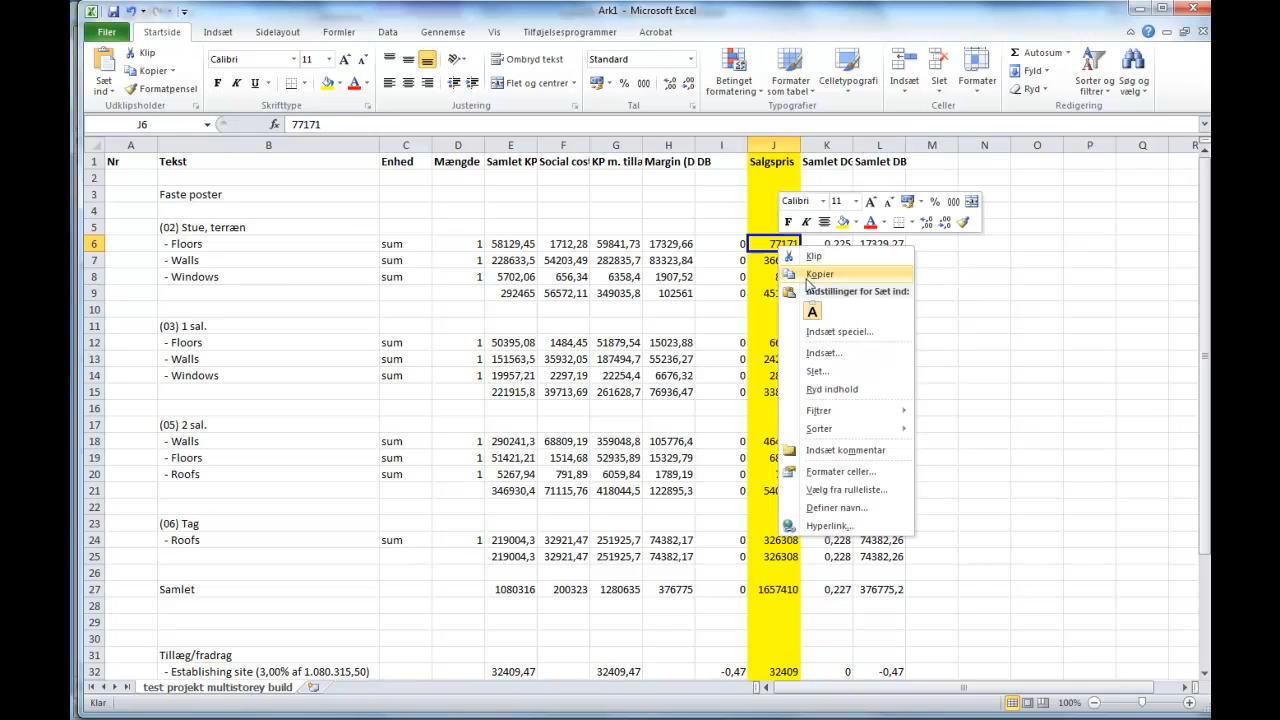 Ark1 - Microsoft Excel
Filer Startside Indsæt Sidelayout Formler Data Gennemse Vis Tilføjelsesprogrammer Acrobat
Sæt ind
Klip
Kopier
Formatpensel
Udklipsholder
Calibri 11
F K U
Skrifttype
Ombryd tekst
Flet og centrer
Justering
Standard
% 000
Tal
Betinget formatering
Formater som tabel
Celletypografi
Typografier
Indsæt Slet Formater
Celler
Autosum
Fyld
Ryd
Sorter og filtrer
Søg og vælg
Redigering
J6 fx 77171
A B C D E F G H I J K L M N O P Q R
1 Nr Tekst Enhed Mængde Samlet KP Social cost KP m. tilla Margin (D DB Salgspris Samlet DG Samlet DB
2
3 Faste poster
4
5 (02) Stue, terræn
6 - Floors sum 1 58129,45 1712,28 59841,73 17329,66 0 77171 0,225 17329,27
7 - Walls sum 1 228633,5 54203,49 282835,7 83323,84 0
8 - Windows sum 1 5702,06 656,34 6358,4 1907,52 0
9 292465 56572,11 349035,8 102561 0
10
11 (03) 1 sal.
12 - Floors sum 1 50395,08 1484,45 51879,54 15023,88 0
13 - Walls sum 1 151563,5 35932,05 187494,7 55236,27 0
14 - Windows sum 1 19957,21 2297,19 22254,4 6676,32 0
15 221915,8 39713,69 261628,7 76936,47 0
16
17 (05) 2 sal.
18 - Walls sum 1 290241,3 68809,19 359048,8 105776,4 0
19 - Floors sum 1 51421,21 1514,68 52935,89 15329,79 0
20 - Roofs sum 1 5267,94 791,89 6059,84 1789,19 0
21 346930,4 71115,76 418044,5 122895,3 0
22
23 (06) Tag
24 - Roofs sum 1 219004,3 32921,47 251925,7 74382,17 0 326308 0,228 74382,26
25 219004,3 32921,47 251925,7 74382,17 0 326308 0,228 74382,26
26
27 Samlet 1080316 200323 1280635 376775 0 1657410 0,227 376775,2
28
29
30
31 Tillæg/fradrag
32 - Establishing site (3,00% af 1.080.315,50) 32409,47 32409,47 -0,47 32409 0 -0,47
Calibri 11 A A % 000
F K A
Klip
Kopier
Indstillinger for Sæt ind:
A
Indsæt speciel...
Indsæt...
Slet...
Ryd indhold
Filtrer
Sorter
Indsæt kommentar
Formater celler...
Vælg fra rulleliste...
Definer navn...
Hyperlink...
test projekt multistorey build
Klar 100%